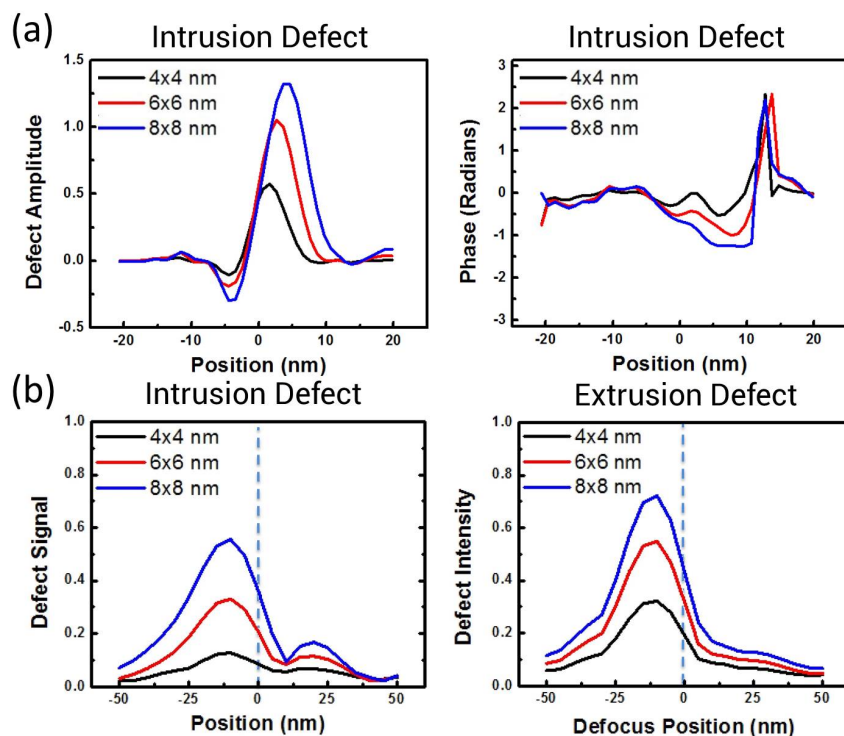 (a)
Intrusion Defect
1.5
1.0
0.5
0.0
-0.5
Defect Amplitude
4x4 nm
6x6 nm
8x8 nm
-20
-10
0
10
20
Position (nm)
Intrusion Defect
3
2
1
0
-1
-2
-3
Phase (Radians)
4x4 nm
6x6 nm
8x8 nm
-20
-10
0
10
20
Position (nm)
(b)
Intrusion Defect
1.0
0.8
0.6
0.4
0.2
0.0
Defect Signal
4x4 nm
6x6 nm
8x8 nm
-50
-25
0
25
50
Position (nm)
Extrusion Defect
1.0
0.8
0.6
0.4
0.2
0.0
Defect Intensity
4x4 nm
6x6 nm
8x8 nm
-50
-25
0
25
50
Defocus Position (nm)